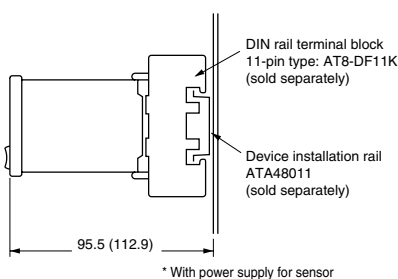 DIN rail terminal block
11-pin type: AT8-DF11K
(sold separately)
Device installation rail
ATA48011
(sold separately)
95.5 (112.9)
* With power supply for sensor